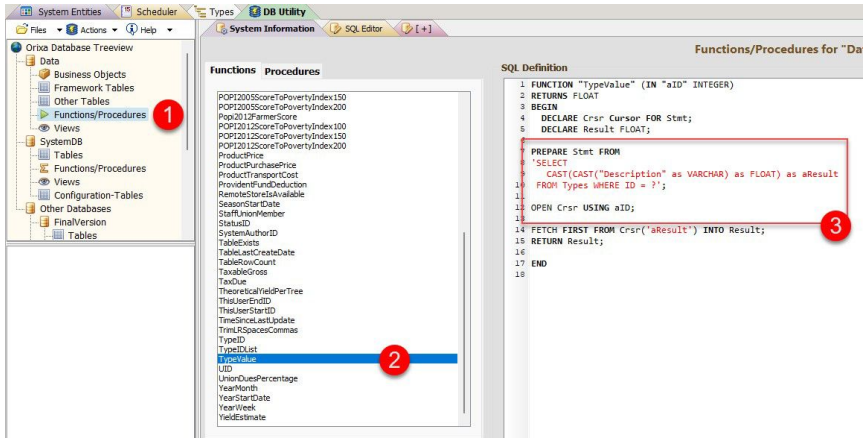 System Entities
Scheduler
Types
DB Utility
Files
Actions
Help
System Information
SQL Editor
[ + ]
Functions/Procedures for "Da
Orixa Database Treeview
Data
Business Objects
Framework Tables
Other Tables
Functions/Procedures
Views
SystemDB
Tables
Functions/Procedures
Views
Configuration-Tables
Other Databases
FinalVersion
Tables
1
Functions
Procedures
POPI2005ScoreToPovertyIndex150
POPI2005ScoreToPovertyIndex200
Popi2012FarmerScore
POPI2012ScoreToPovertyIndex100
POPI2012ScoreToPovertyIndex150
POPI2012ScoreToPovertyIndex200
ProductPrice
ProductPurchasePrice
ProductTransportCost
ProvidentFundDeduction
RemoteStoreIsAvailable
SeasonStartDate
StaffUnionMember
StatusID
SystemAuthorID
TableExists
TableLastCreateDate
TableRowCount
TaxableGross
TaxDue
TheoreticalYieldPerTree
ThisUserEndID
ThisUserStartID
TimeSinceLastUpdate
TrimLRSpacesCommas
TypeID
TypeIDList
TypeValue
UID
UnionDuesPercentage
YearMonth
YearStartDate
YearWeek
YieldEstimate
2
SQL Definition
1 FUNCTION "TypeValue" (IN "aID" INTEGER)
2 RETURNS FLOAT
3 BEGIN
4 DECLARE Crsr Cursor FOR Stmt;
5 DECLARE Result FLOAT;
6
7 PREPARE Stmt FROM
8 'SELECT
9 CAST(CAST("Description" as VARCHAR) as FLOAT) as aResult
10 FROM Types WHERE ID = ?';
11
12 OPEN Crsr USING aID;
13
14 FETCH FIRST FROM Crsr('aResult') INTO Result;
15 RETURN Result;
16
17 END
18
3